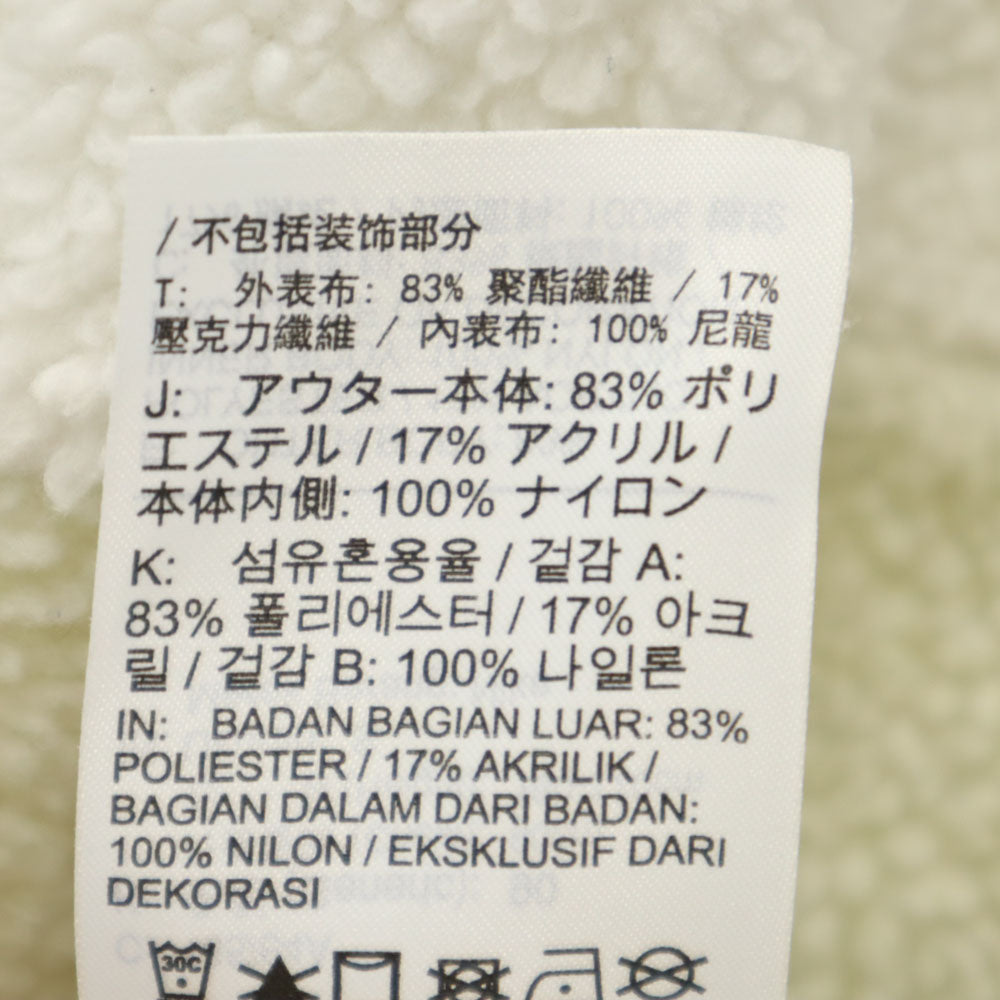 / 不包括装饰部分
T: 外表布: 83% 聚酯纖維 / 17%
壓克力纖維 / 內表布: 100% 尼龍
J: アウター本体: 83% ポリ
エステル / 17% アクリル /
本体内側: 100% ナイロン
K: 섬유혼용율 / 겉감 A:
83% 폴리에스터 / 17% 아크
릴 / 겉감 B: 100% 나일론
IN: BADAN BAGIAN LUAR: 83%
POLIESTER / 17% AKRILIK /
BAGIAN DALAM DARI BADAN:
100% NILON / EKSKLUSIF DARI
DEKORASI
30C